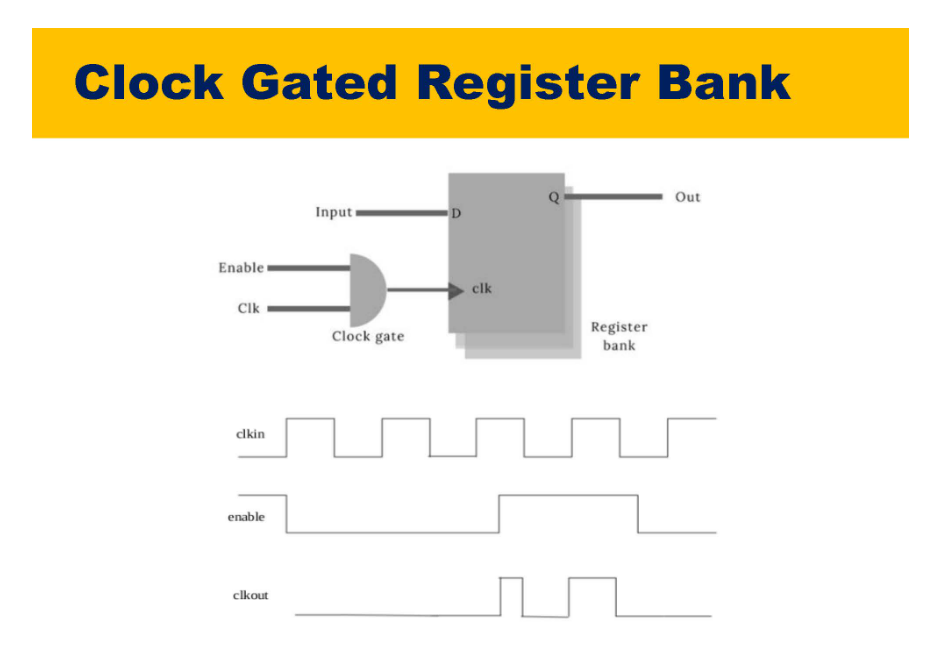 Clock Gated Register Bank
Q
Out
Input
D
Enable
clk
Clk
Clock gate
Register
bank
clkin
enable
clkout